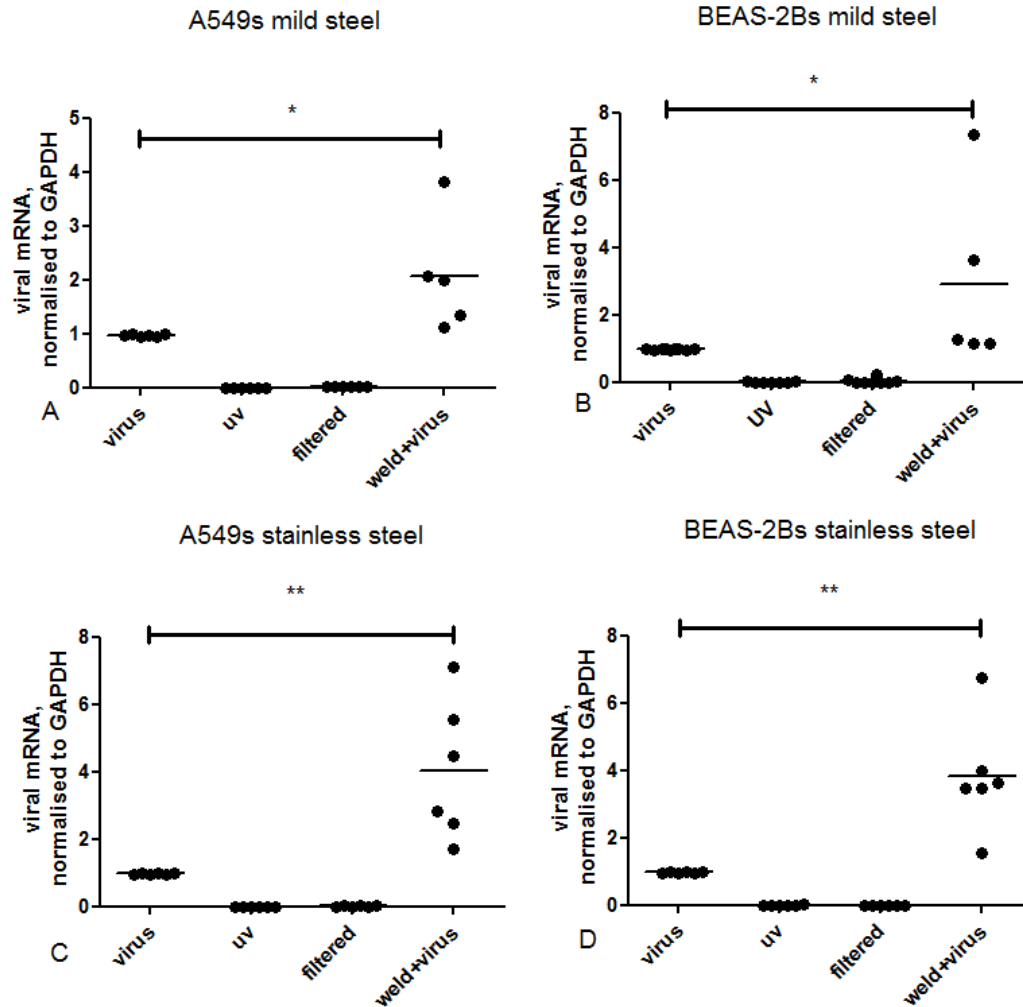 A549s mild steel
*
viral mRNA,
normalised to GAPDH
5
4
3
2
1
0
virus
uv
filtered
weld+virus
A
BEAS-2Bs mild steel
*
viral mRNA,
normalised to GAPDH
8
6
4
2
0
virus
UV
filtered
weld+virus
B
A549s stainless steel
**
viral mRNA,
normalised to GAPDH
8
6
4
2
0
virus
uv
filtered
weld+virus
C
BEAS-2Bs stainless steel
**
viral mRNA,
normalised to GAPDH
8
6
4
2
0
virus
uv
filtered
weld+virus
D